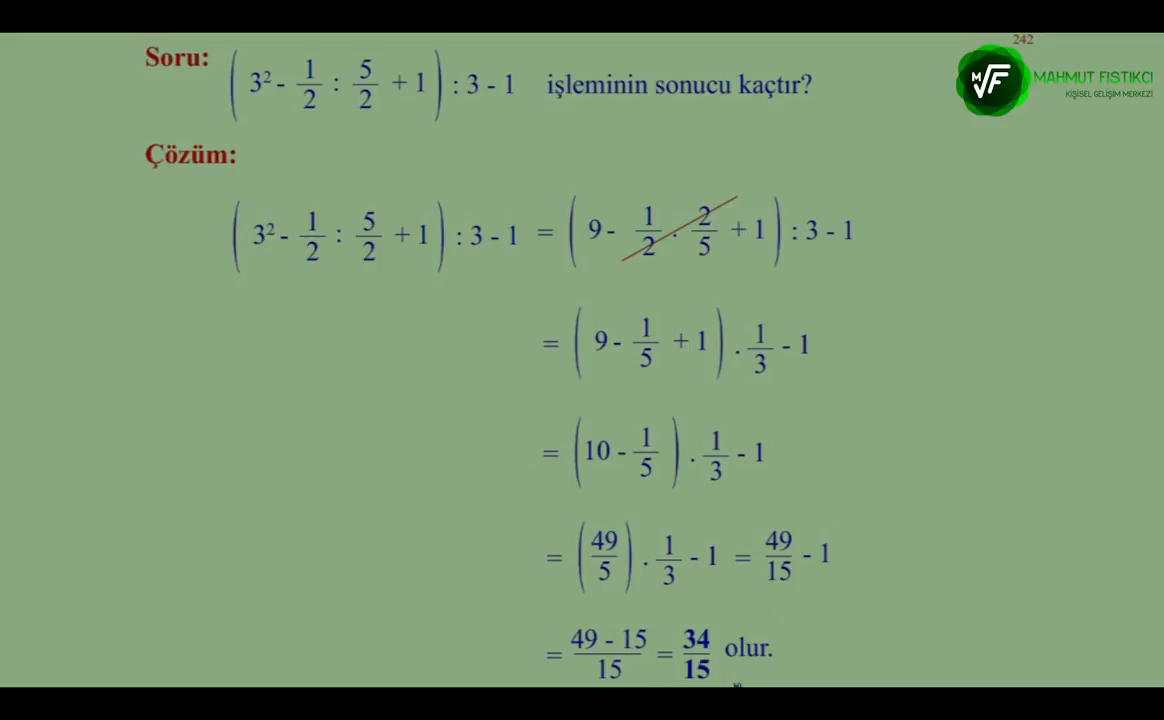 242
Soru: ( 3² - 1/2 : 5/2 + 1 ) : 3 - 1 işleminin sonucu kaçtır?
MAHMUT FISTIKCI
KİŞİSEL GELİŞİM MERKEZİ
Çözüm:
( 3² - 1/2 : 5/2 + 1 ) : 3 - 1 = ( 9 - 1/2 . 2/5 + 1 ) : 3 - 1
= ( 9 - 1/5 + 1 ) . 1/3 - 1
= ( 10 - 1/5 ) . 1/3 - 1
= ( 49/5 ) . 1/3 - 1 = 49/15 - 1
= 49 - 15/15 = 34/15 olur.